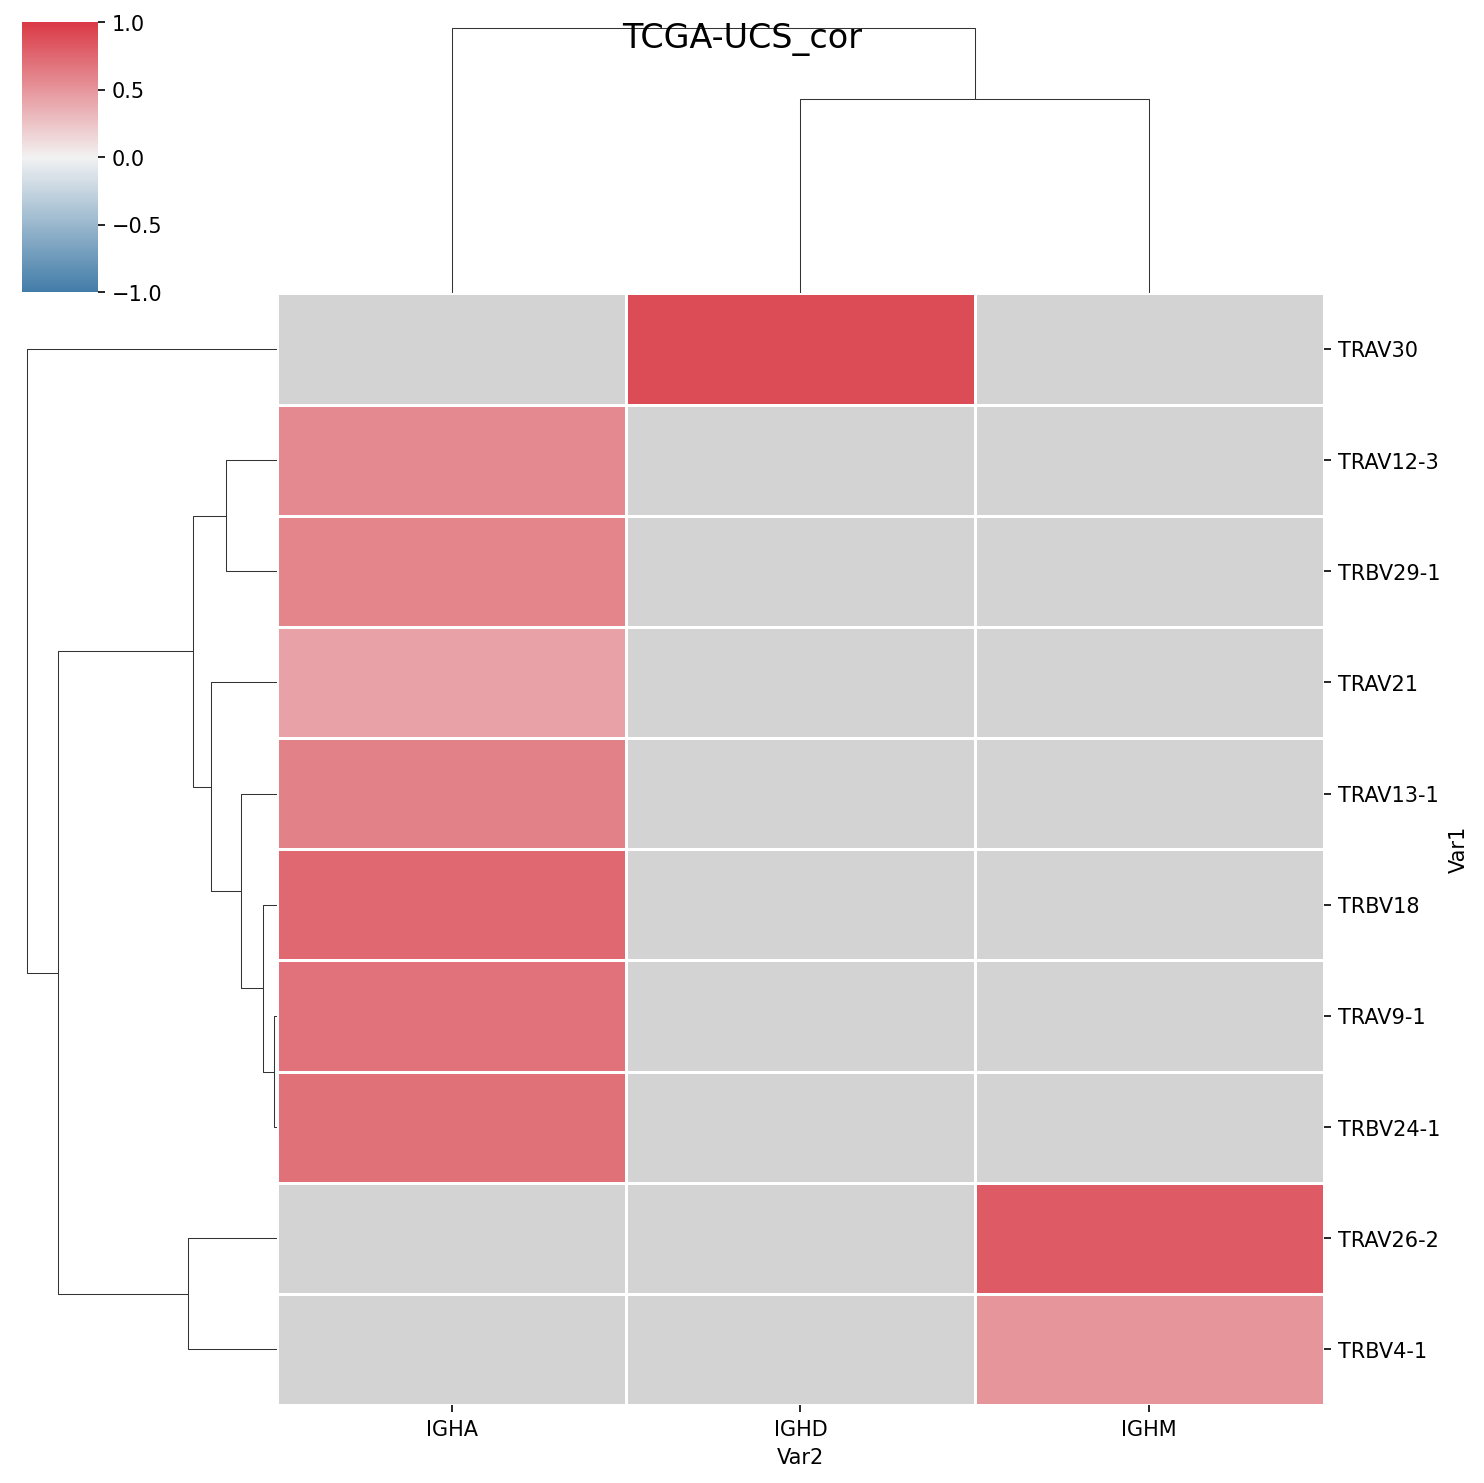 TCGA-UCS_cor
1.0
0.5
0.0
−0.5
−1.0
TRAV30
TRAV12-3
TRBV29-1
TRAV21
TRAV13-1
TRBV18
TRAV9-1
TRBV24-1
TRAV26-2
TRBV4-1
Var1
IGHA
IGHD
IGHM
Var2